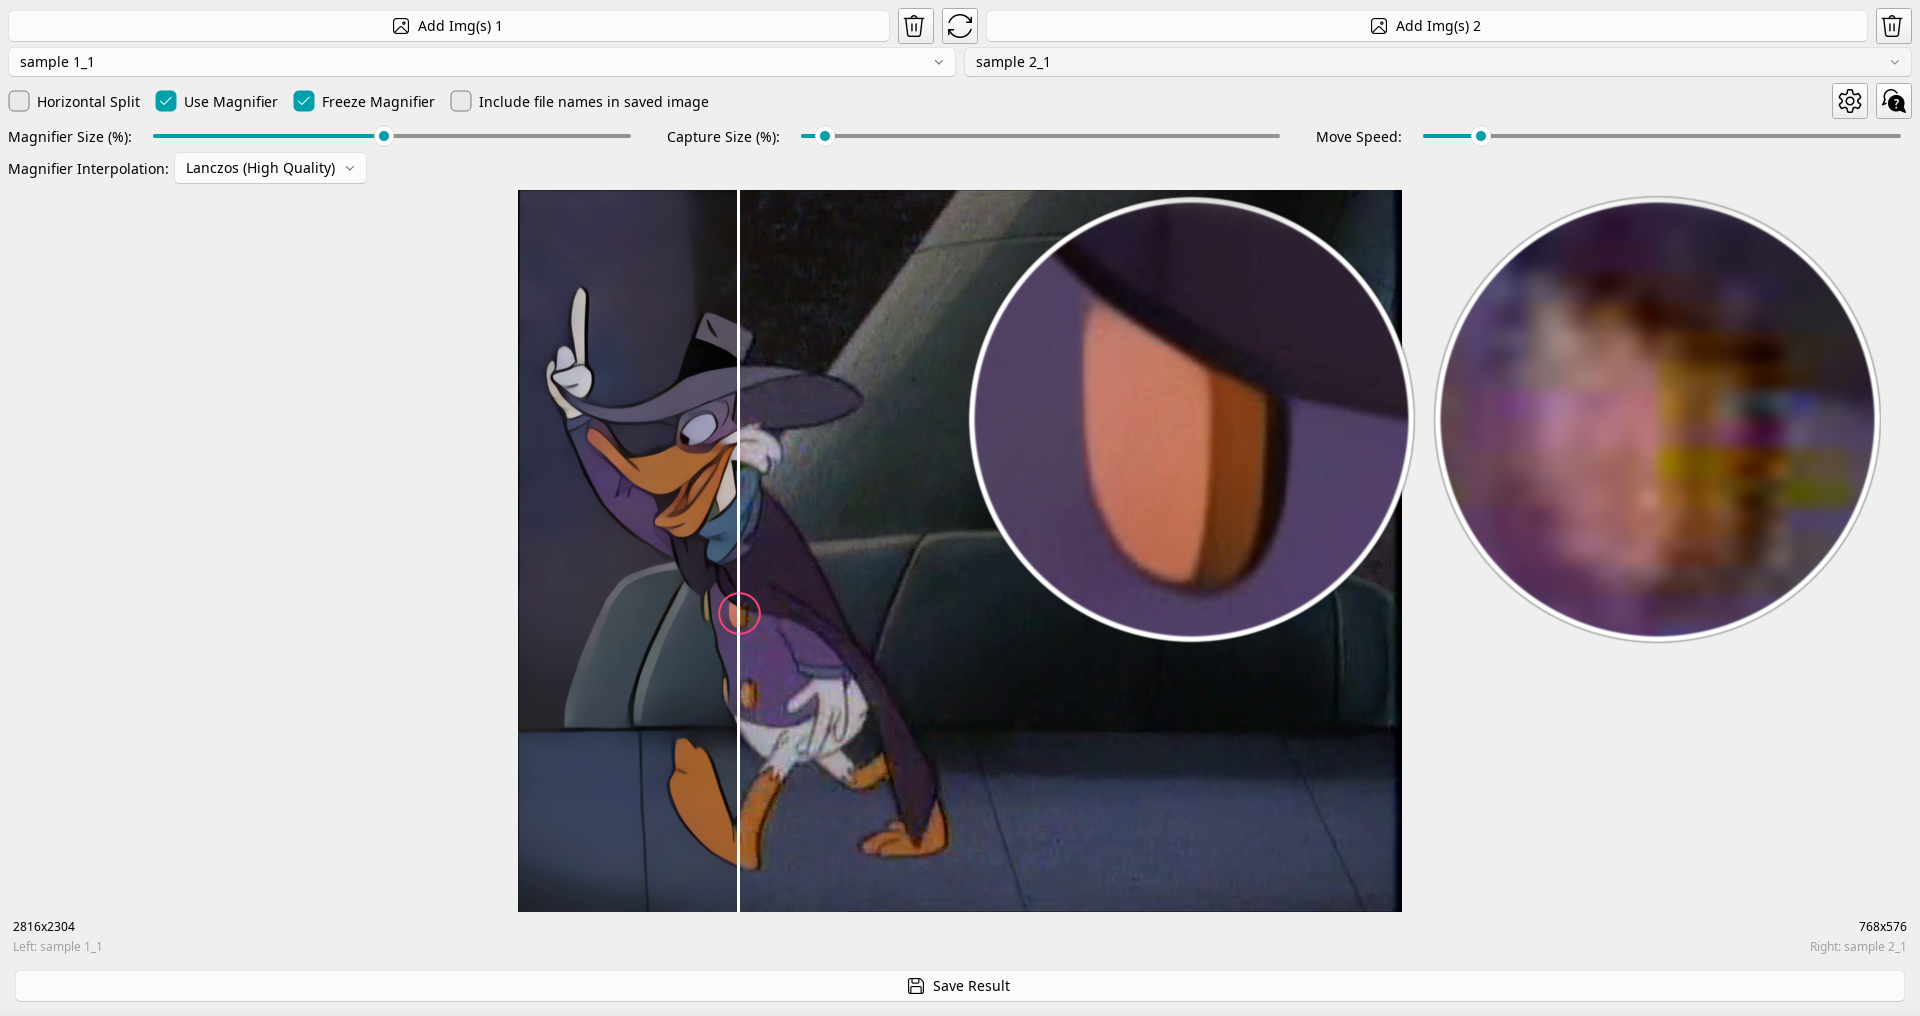 Add Img(s) 1
Add Img(s) 2
sample 1_1
sample 2_1
Horizontal Split
Use Magnifier
Freeze Magnifier
Include file names in saved image
Magnifier Size (%):
Capture Size (%):
Move Speed:
Magnifier Interpolation:
Lanczos (High Quality)
2816x2304
768x576
Left: sample 1_1
Right: sample 2_1
Save Result